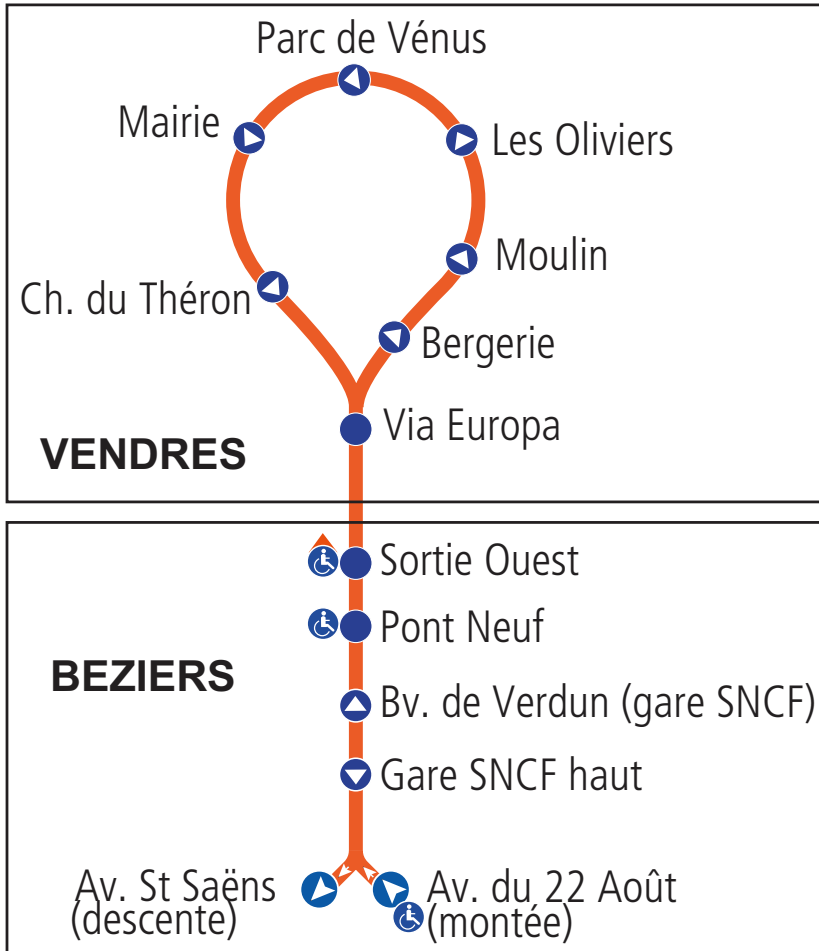 Parc de Vénus
Mairie
Les Oliviers
Moulin
Ch. du Théron
Bergerie
Via Europa
VENDRES
Sortie Ouest
Pont Neuf
BEZIERS
Bv. de Verdun (gare SNCF)
Gare SNCF haut
Av. St Saëns
(descente)
Av. du 22 Août
(montée)